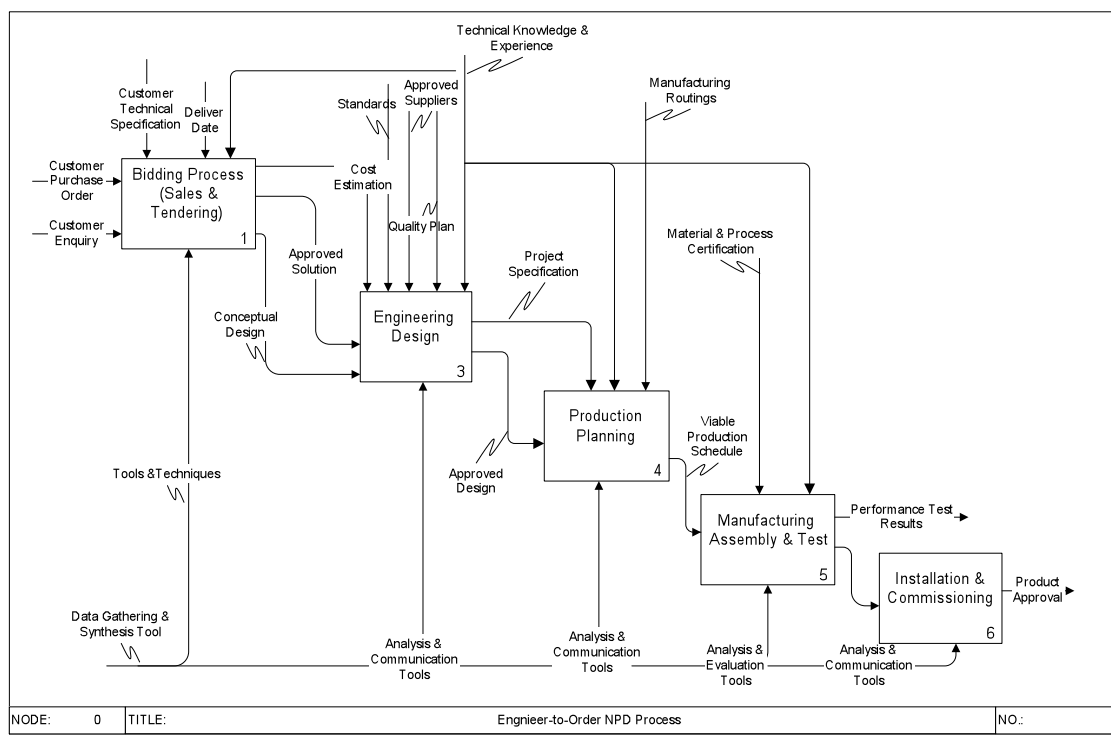 Technical Knowledge &
Experience
Customer
Technical
Specification
Deliver
Date
Standards
Approved
Suppliers
Manufacturing
Routings
Customer
Purchase
Order
Customer
Enquiry
Bidding Process
(Sales &
Tendering)
1
Cost
Estimation
Quality Plan
Approved
Solution
Conceptual
Design
Project
Specification
Material & Process
Certification
Engineering
Design
3
Production
Planning
4
Viable
Production
Schedule
Approved
Design
Tools &Techniques
Manufacturing
Assembly & Test
5
Performance Test
Results
Installation &
Commissioning
6
Product
Approval
Data Gathering &
Synthesis Tool
Analysis &
Communication
Tools
Analysis &
Communication
Tools
Analysis &
Evaluation
Tools
Analysis &
Communication
Tools
NODE: 0 TITLE: Engnieer-to-Order NPD Process NO.: